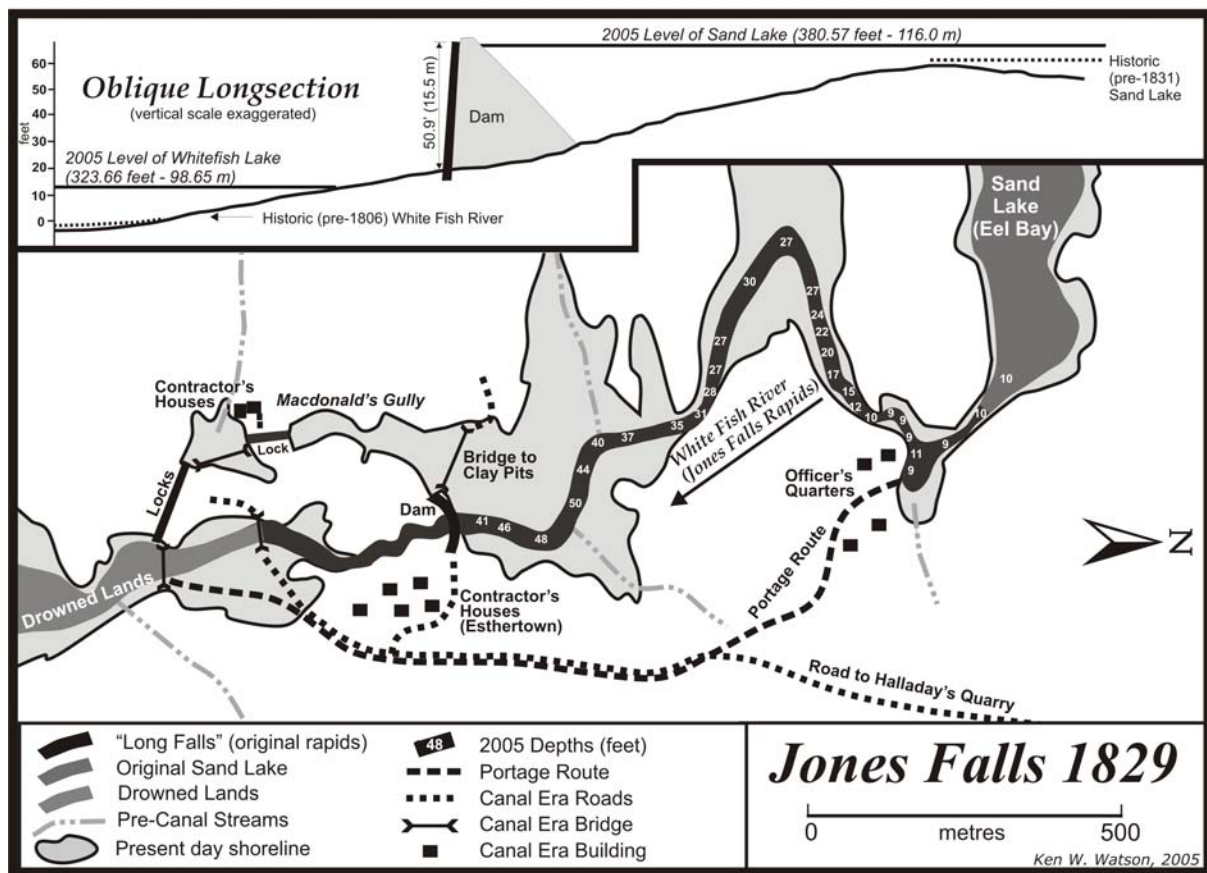 2005 Level of Sand Lake (380.57 feet - 116.0 m)
Oblique Longsection
(vertical scale exaggerated)
feet
60
50
40
30
20
10
0
50.9' (15.5 m)
Dam
Historic
(pre-1831)
Sand Lake
2005 Level of Whitefish Lake
(323.66 feet - 98.65 m)
Historic (pre-1806) White Fish River
Sand
Lake
(Eel Bay)
27
30
27
24
22
20
17
15
12
10
9
9
9
11
9
9
10
10
27
27
28
31
35
37
40
44
50
48
46
41
Contractor's
Houses
Macdonald's Gully
Lock
Locks
Bridge to
Clay Pits
Dam
White Fish River
(Jones Falls Rapids)
Officer's
Quarters
N
Drowned Lands
Contractor's
Houses
(Esthertown)
Portage Route
Road to Halladay's Quarry
"Long Falls" (original rapids)
Original Sand Lake
Drowned Lands
Pre-Canal Streams
Present day shoreline
48 2005 Depths (feet)
Portage Route
Canal Era Roads
Canal Era Bridge
Canal Era Building
Jones Falls 1829
0 metres 500
Ken W. Watson, 2005